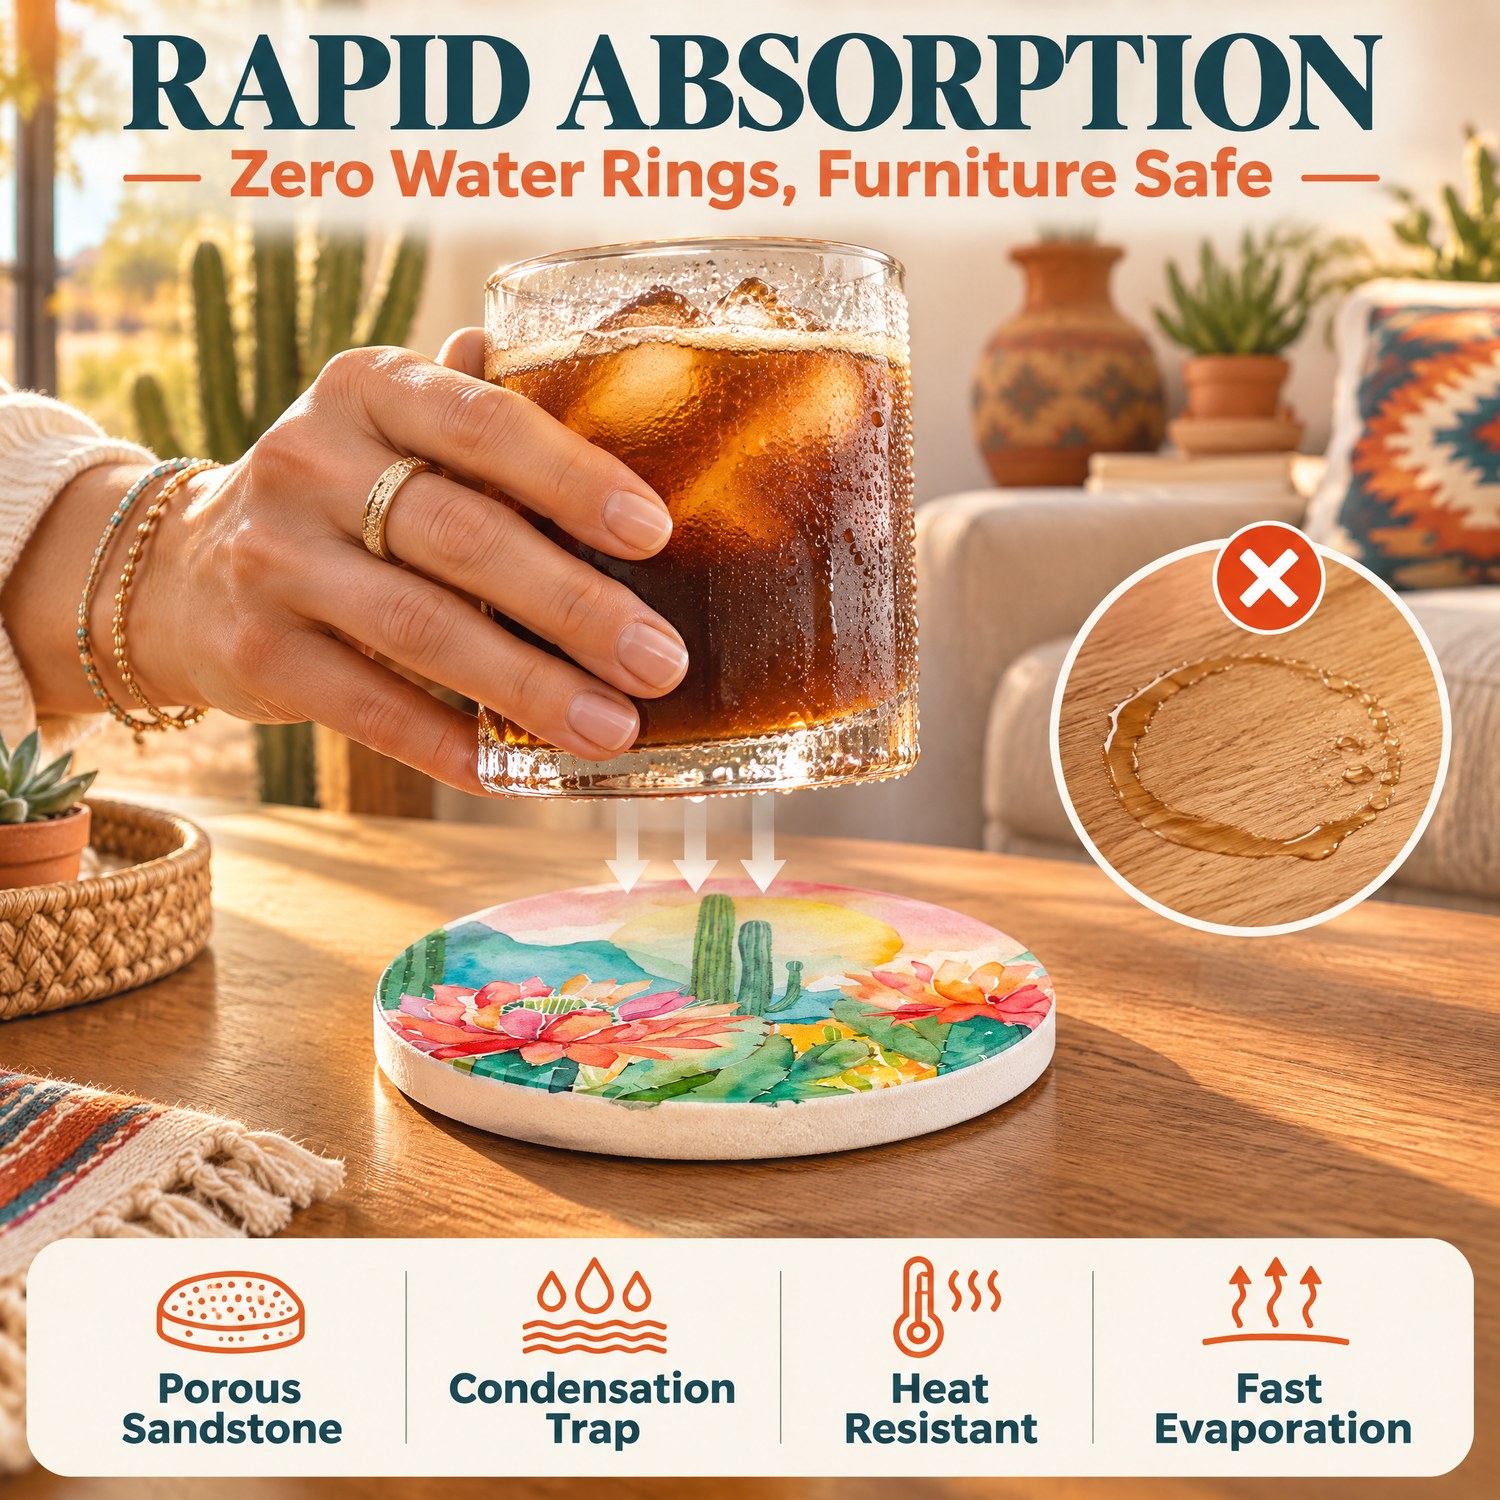 RAPID ABSORPTION
Zero Water Rings, Furniture Safe
Porous
Sandstone
Condensation
Trap
Heat
Resistant
Fast
Evaporation